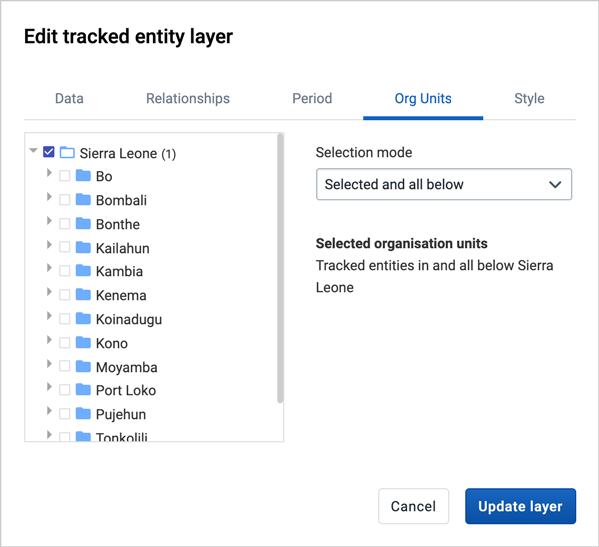 Edit tracked entity layer
Data Relationships Period Org Units Style
Sierra Leone (1)
Bo
Bombali
Bonthe
Kailahun
Kambia
Kenema
Koinadugu
Kono
Moyamba
Port Loko
Pujehun
Tonkolili
Selection mode
Selected and all below
Selected organisation units
Tracked entities in and all below Sierra
Leone
Cancel Update layer